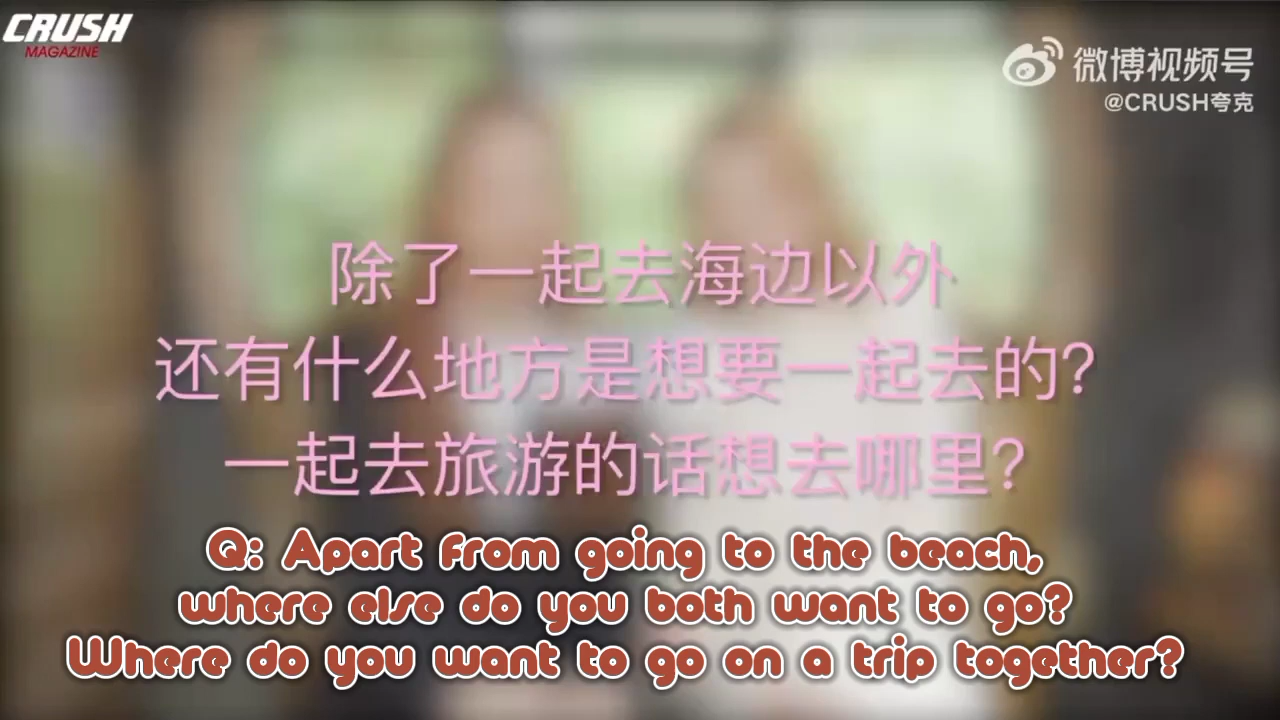 CRUSH
MAGAZINE
微博视频号
@CRUSH夸克
除了一起去海边以外
还有什么地方是想要一起去的？
一起去旅游的话想去哪里？
Q: Apart from going to the beach,
where else do you both want to go?
Where do you want to go on a trip together?